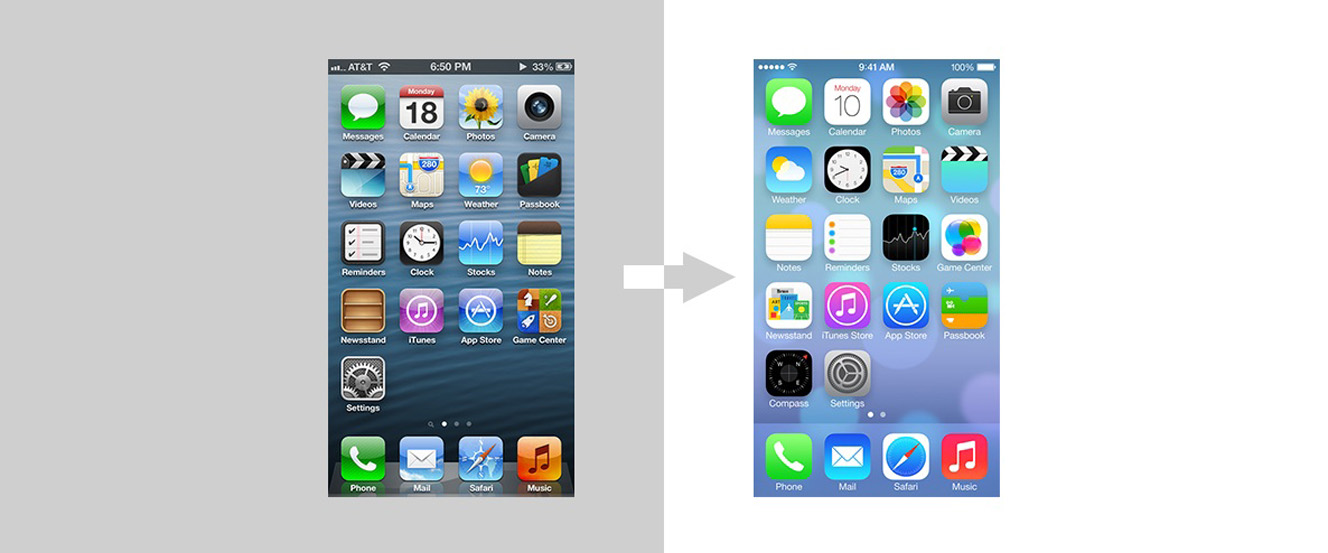 AT&T 6:50 PM 33%
Monday
18
Messages Calendar Photos Camera
280
73°
Videos Maps Weather Passbook
Reminders Clock Stocks Notes
Newsstand iTunes App Store Game Center
Settings
Phone Mail Safari Music
9:41 AM 100%
Monday
10
Messages Calendar Photos Camera
280
Weather Clock Maps Videos
Notes Reminders Stocks Game Center
News
ART
SPORTS
Newsstand iTunes Store App Store Passbook
N
W E
S
Compass Settings
Phone Mail Safari Music